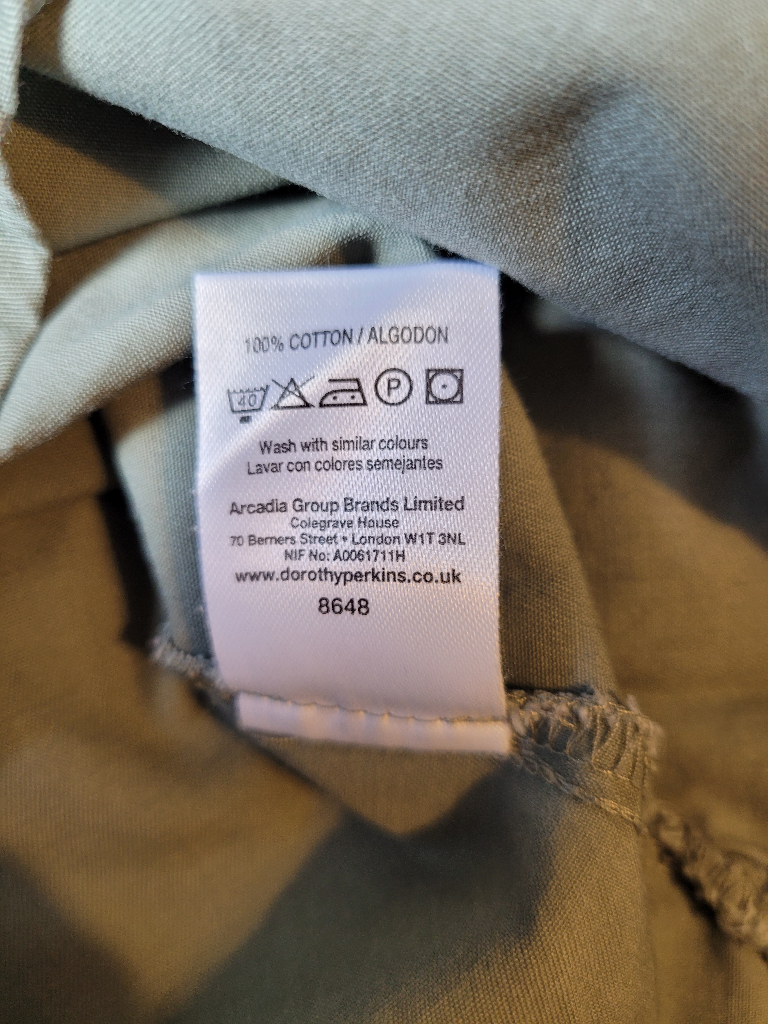 100% COTTON / ALGODON
40 P
Wash with similar colours
Lavar con colores semejantes
Arcadia Group Brands Limited
Colegrave House
70 Berners Street • London W1T 3NL
NIF No: A0061711H
www.dorothyperkins.co.uk
8648